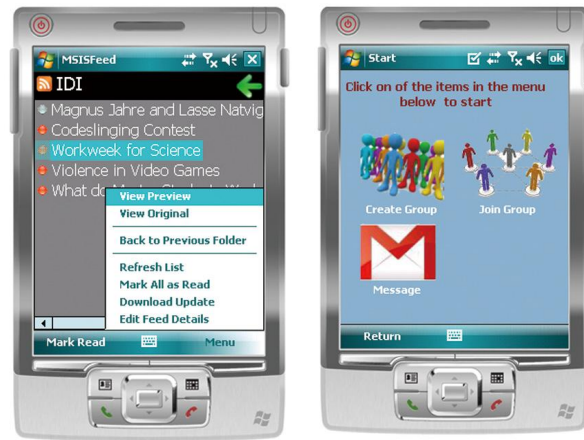 MSISFeed
IDI
Magnus Jahre and Lasse Natvig
Codeslinging Contest
Workweek for Science
Violence in Video Games
What do
View Preview
View Original
Back to Previous Folder
Refresh List
Mark All as Read
Download Update
Edit Feed Details
Mark Read
Menu
Start
ok
Click on of the items in the menu
below to start
Create Group
Join Group
Message
Return